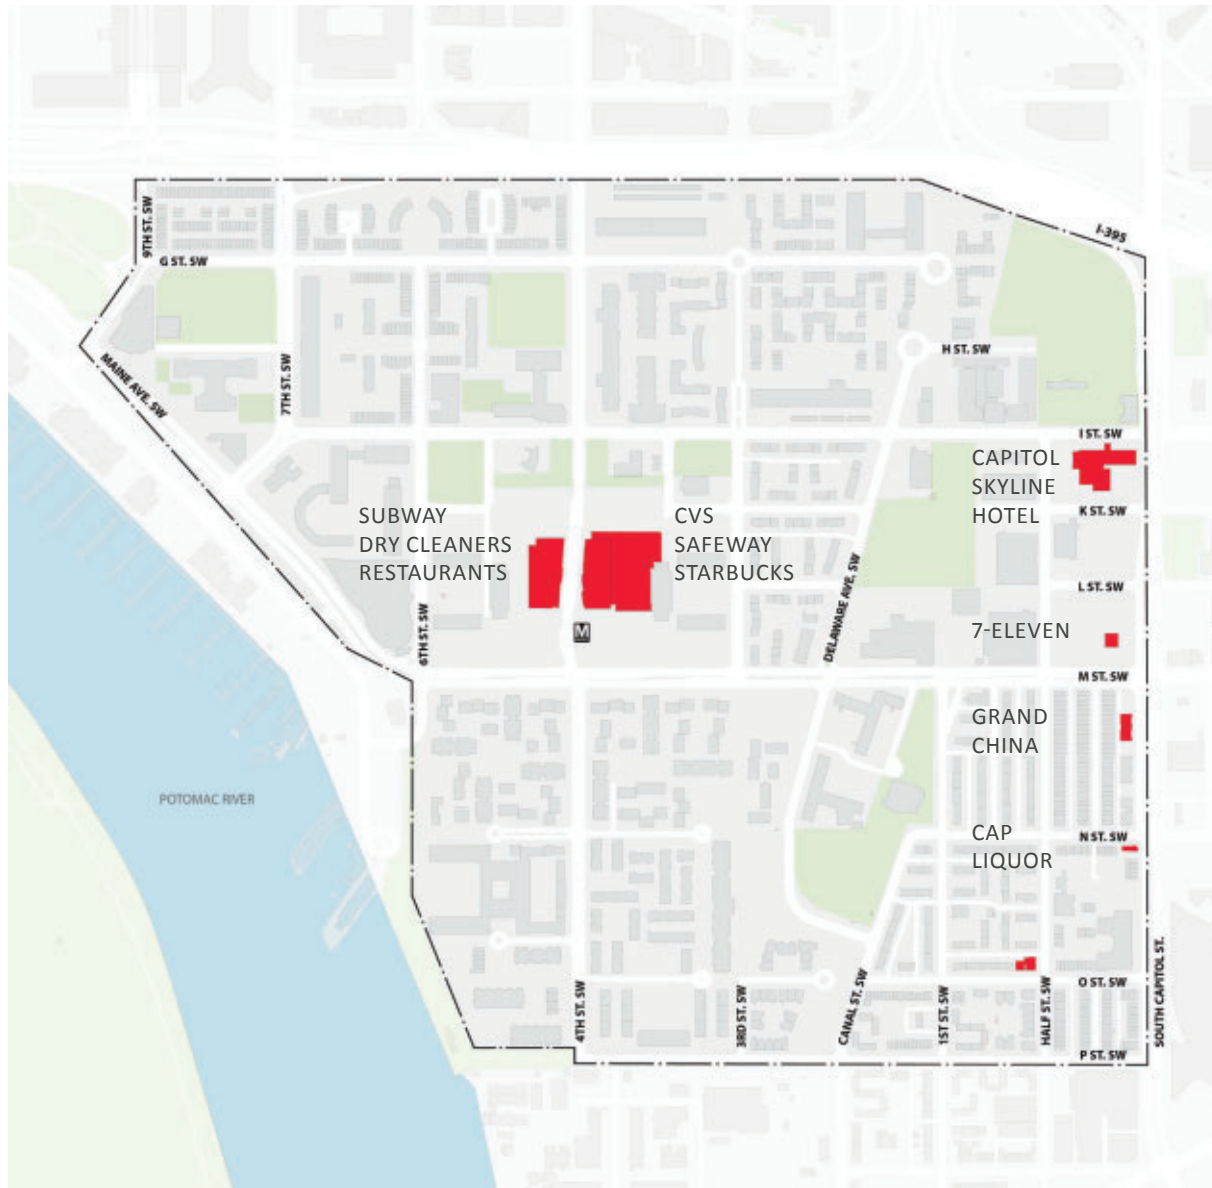 I-395
9TH ST. SW
G ST. SW
MAINE AVE. SW
7TH ST. SW
H ST. SW
I ST. SW
CAPITOL
SKYLINE
HOTEL
K ST. SW
SUBWAY
DRY CLEANERS
RESTAURANTS
CVS
SAFEWAY
STARBUCKS
DELAWARE AVE. SW
L ST. SW
6TH ST. SW
M
7-ELEVEN
M ST. SW
GRAND
CHINA
POTOMAC RIVER
CAP
LIQUOR
N ST. SW
O ST. SW
4TH ST. SW
3RD ST. SW
CANAL ST. SW
1ST ST. SW
HALF ST. SW
SOUTH CAPITOL ST.
P ST. SW